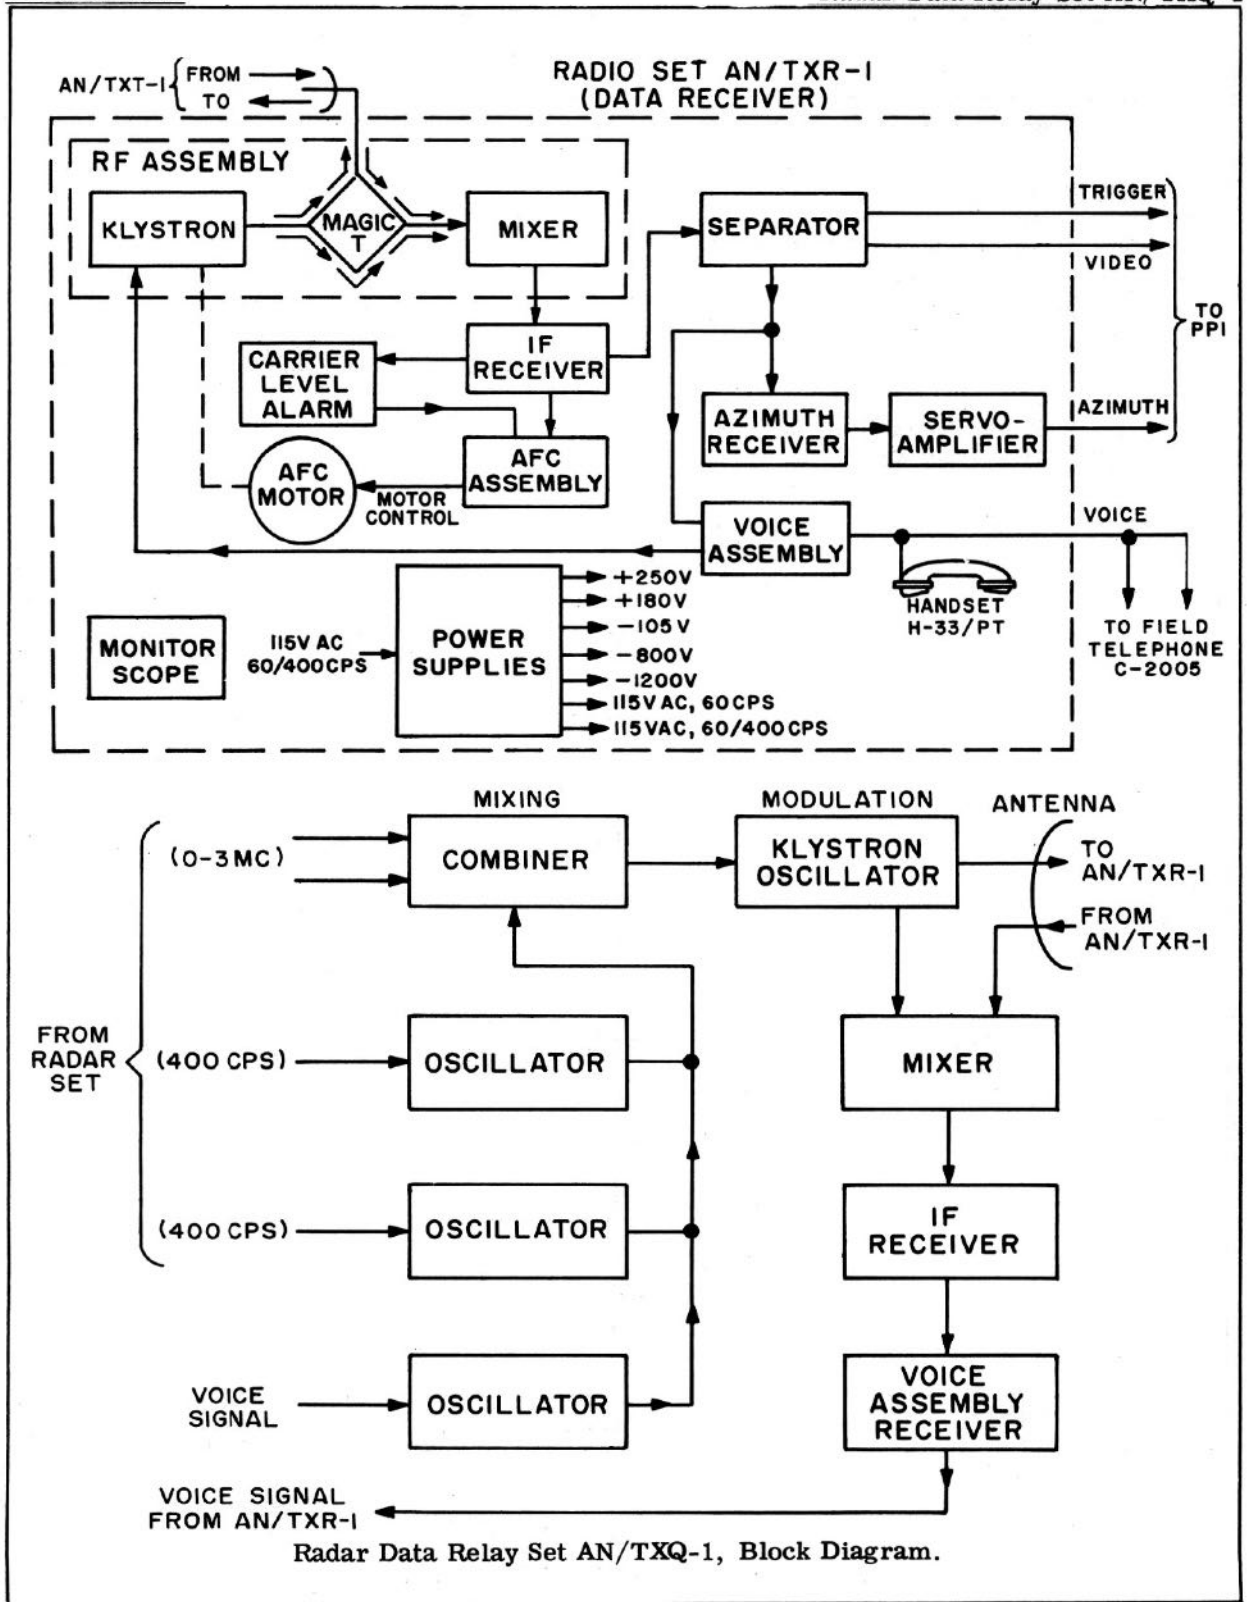 AN/TXT-1
FROM
TO
RADIO SET AN/TXR-1
(DATA RECEIVER)
RF ASSEMBLY
KLYSTRON
MAGIC
T
MIXER
SEPARATOR
TRIGGER
VIDEO
TO
PPI
IF
RECEIVER
CARRIER
LEVEL
ALARM
AZIMUTH
RECEIVER
SERVO-
AMPLIFIER
AZIMUTH
AFC
ASSEMBLY
AFC
MOTOR
MOTOR
CONTROL
VOICE
ASSEMBLY
VOICE
HANDSET
H-33/PT
TO FIELD
TELEPHONE
C-2005
MONITOR
SCOPE
115V AC
60/400CPS
POWER
SUPPLIES
+250V
+180V
-105V
-800V
-1200V
115VAC, 60CPS
115VAC, 60/400CPS
MIXING
MODULATION
ANTENNA
(0-3MC)
COMBINER
KLYSTRON
OSCILLATOR
TO
AN/TXR-1
FROM
AN/TXR-1
FROM
RADAR
SET
(400 CPS)
OSCILLATOR
MIXER
(400 CPS)
OSCILLATOR
IF
RECEIVER
VOICE
SIGNAL
OSCILLATOR
VOICE
ASSEMBLY
RECEIVER
VOICE SIGNAL
FROM AN/TXR-1
Radar Data Relay Set AN/TXQ-1, Block Diagram.